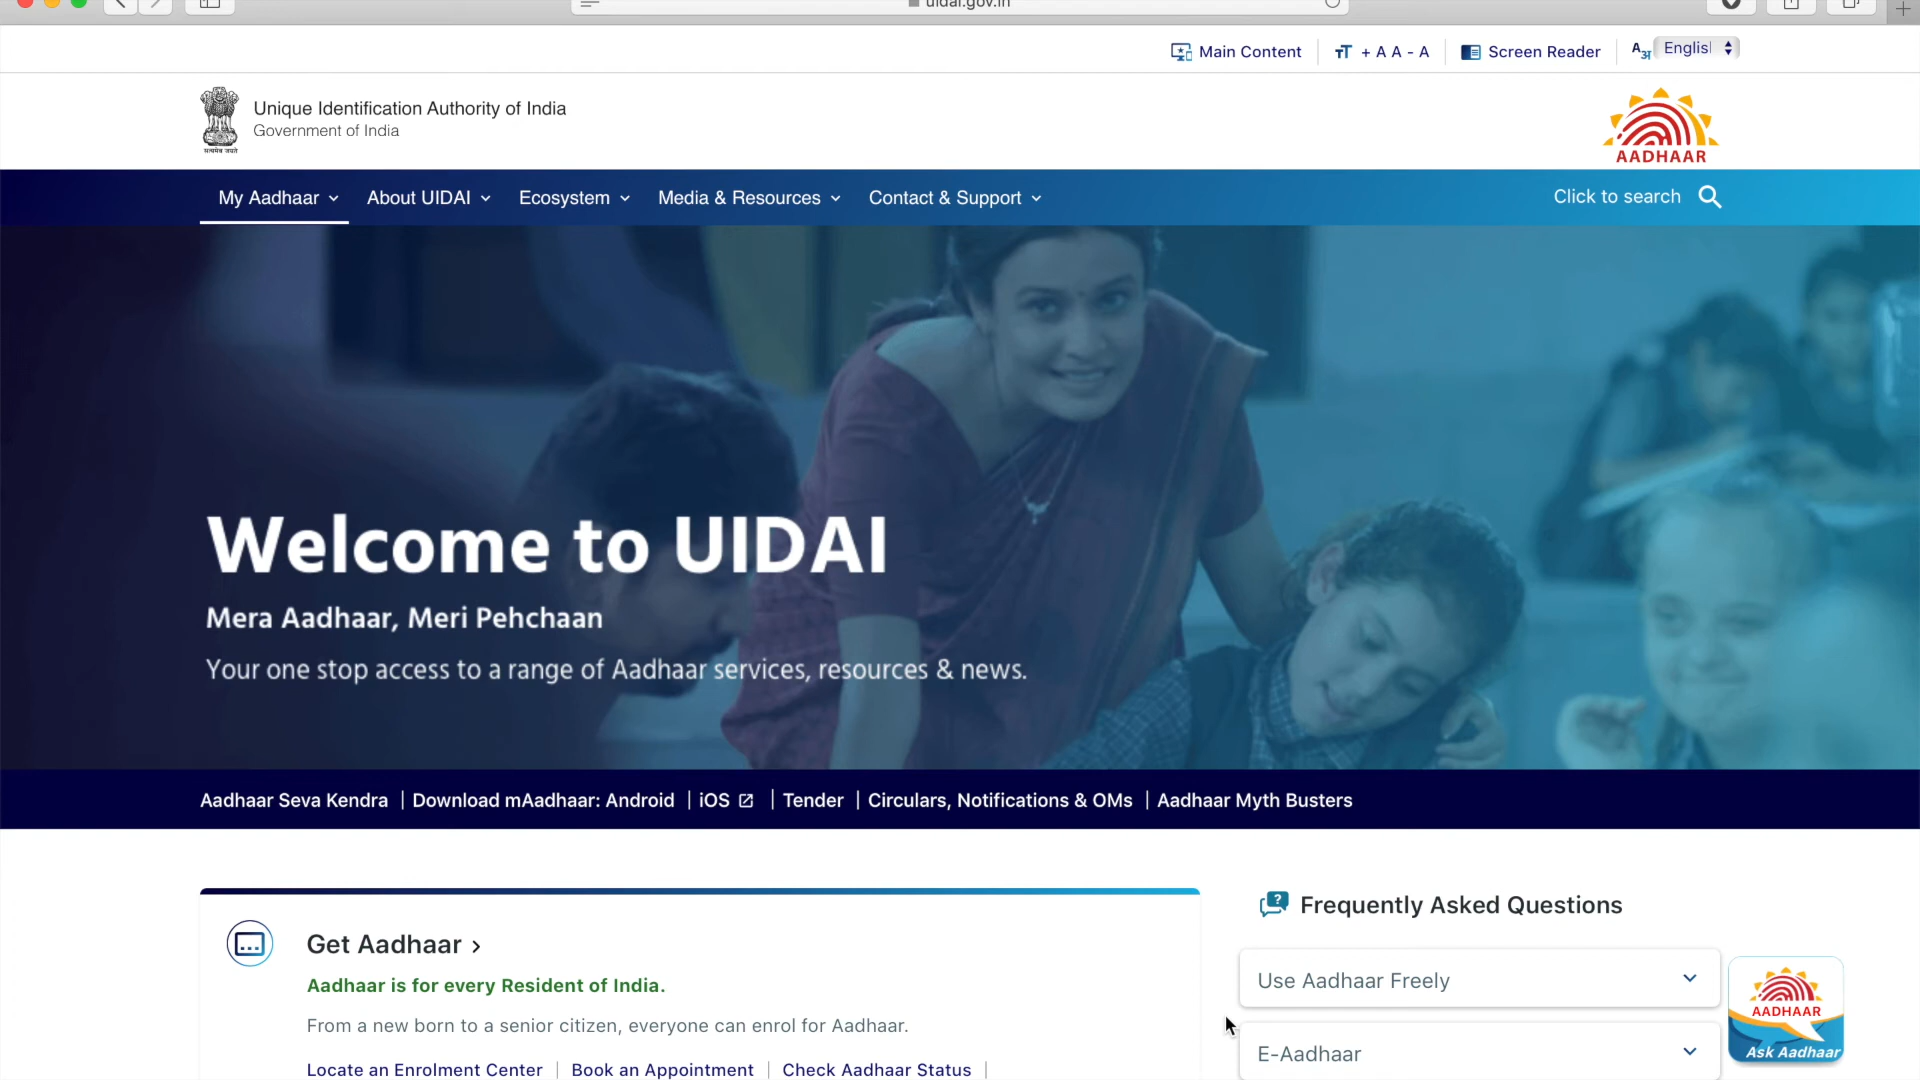 uidai.gov.in
Main Content
+ A A - A
Screen Reader
Aअ
Englisl
Unique Identification Authority of India
Government of India
सत्यमेव जयते
AADHAAR
My Aadhaar
About UIDAI
Ecosystem
Media & Resources
Contact & Support
Click to search
Welcome to UIDAI
Mera Aadhaar, Meri Pehchaan
Your one stop access to a range of Aadhaar services, resources & news.
Aadhaar Seva Kendra | Download mAadhaar: Android | iOS | Tender | Circulars, Notifications & OMs | Aadhaar Myth Busters
Get Aadhaar >
Aadhaar is for every Resident of India.
From a new born to a senior citizen, everyone can enrol for Aadhaar.
Locate an Enrolment Center | Book an Appointment | Check Aadhaar Status |
Frequently Asked Questions
Use Aadhaar Freely
E-Aadhaar
AADHAAR
Ask Aadhaar